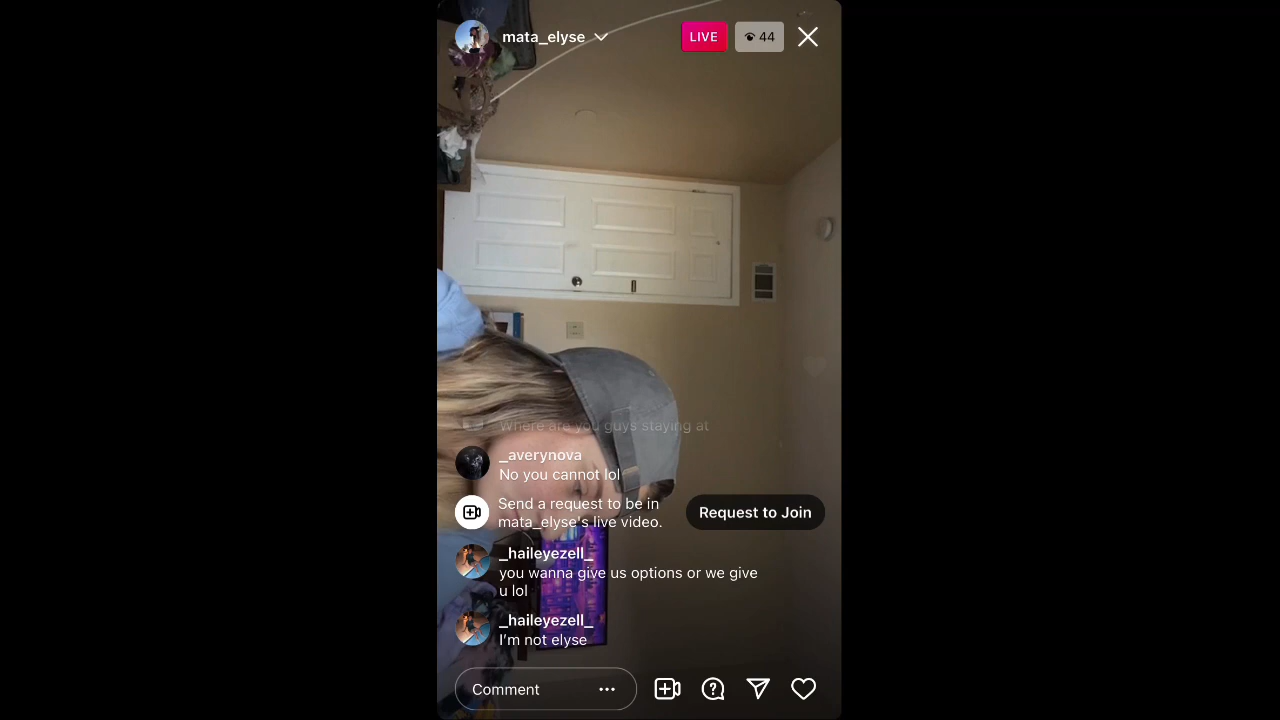 mata_elyse
LIVE
44
Where are you guys staying at
_averynova
No you cannot lol
Send a request to be in
mata_elyse's live video.
Request to Join
_haileyezell_
you wanna give us options or we give
u lol
_haileyezell_
I'm not elyse
Comment